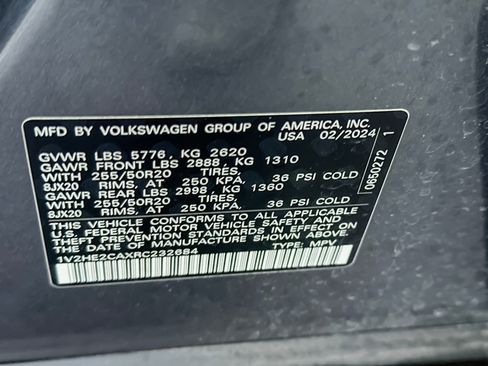 MFD BY VOLKSWAGEN GROUP OF AMERICA, INC.
USA 02/2024
GVWR LBS 5776, KG 2620
GAWR FRONT LBS 2888, KG 1310
WITH 255/50R20 TIRES,
8JX20 RIMS, AT 250 KPA, 36 PSI COLD
GAWR REAR LBS 2998, KG 1360
WITH 255/50R20 TIRES,
8JX20 RIMS, AT 250 KPA, 36 PSI COLD
THIS VEHICLE CONFORMS TO ALL APPLICABLE
U.S. FEDERAL MOTOR VEHICLE SAFETY AND
THEFT PREVENTION STANDARDS IN EFFECT ON
THE DATE OF MANUFACTURE SHOWN ABOVE.
1V2HE2CAXRC232684 TYPE: MPV
0650272 1